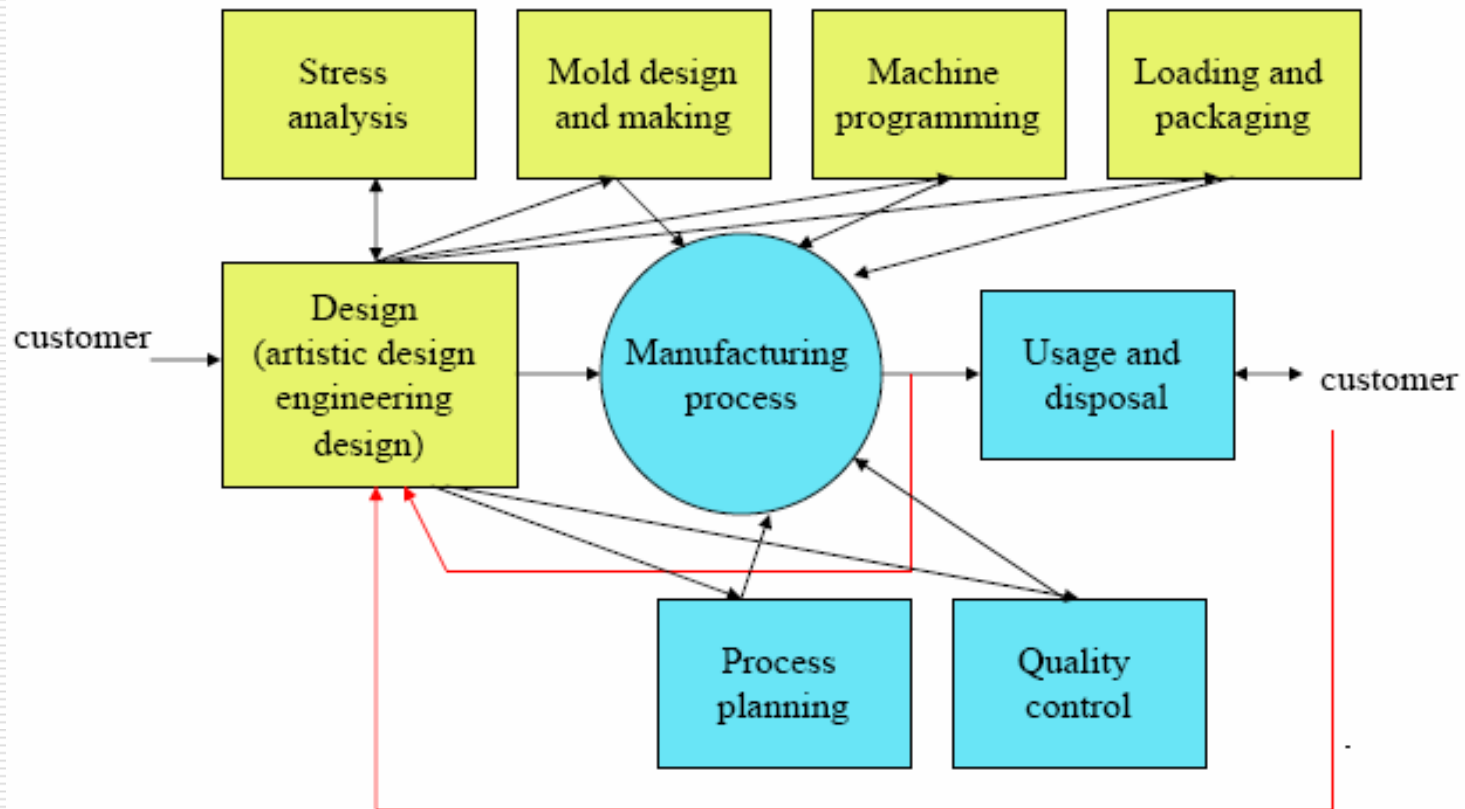 Stress
analysis
Mold design
and making
Machine
programming
Loading and
packaging
customer
Design
(artistic design
engineering
design)
Manufacturing
process
Usage and
disposal
customer
Process
planning
Quality
control